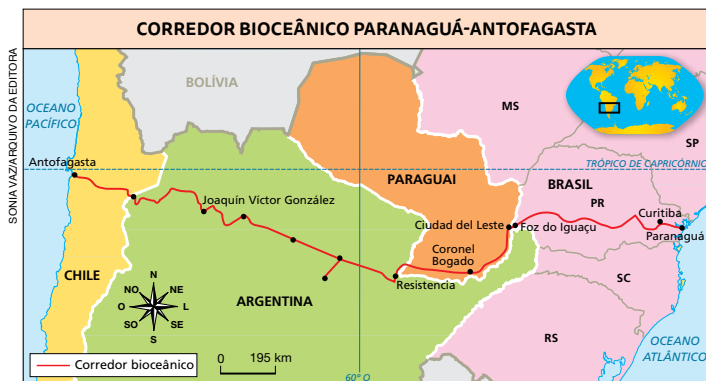 CORREDOR BIOCEÂNICO PARANAGUÁ-ANTOFAGASTA
SONIA VAZ/ARQUIVO DA EDITORA
BOLÍVIA
MS
OCEANO
PACÍFICO
SP
Antofagasta
TRÓPICO DE CAPRICÓRNIO
PARAGUAI
BRASIL
Joaquín Víctor González
PR
Curitiba
Ciudad del Leste
Foz do Iguaçu
Paranaguá
Coronel
Bogado
CHILE
SC
Resistencia
N
NO
NE
O
L
SO
SE
S
ARGENTINA
RS
OCEANO
ATLÂNTICO
Corredor bioceânico
0
195 km
60° O